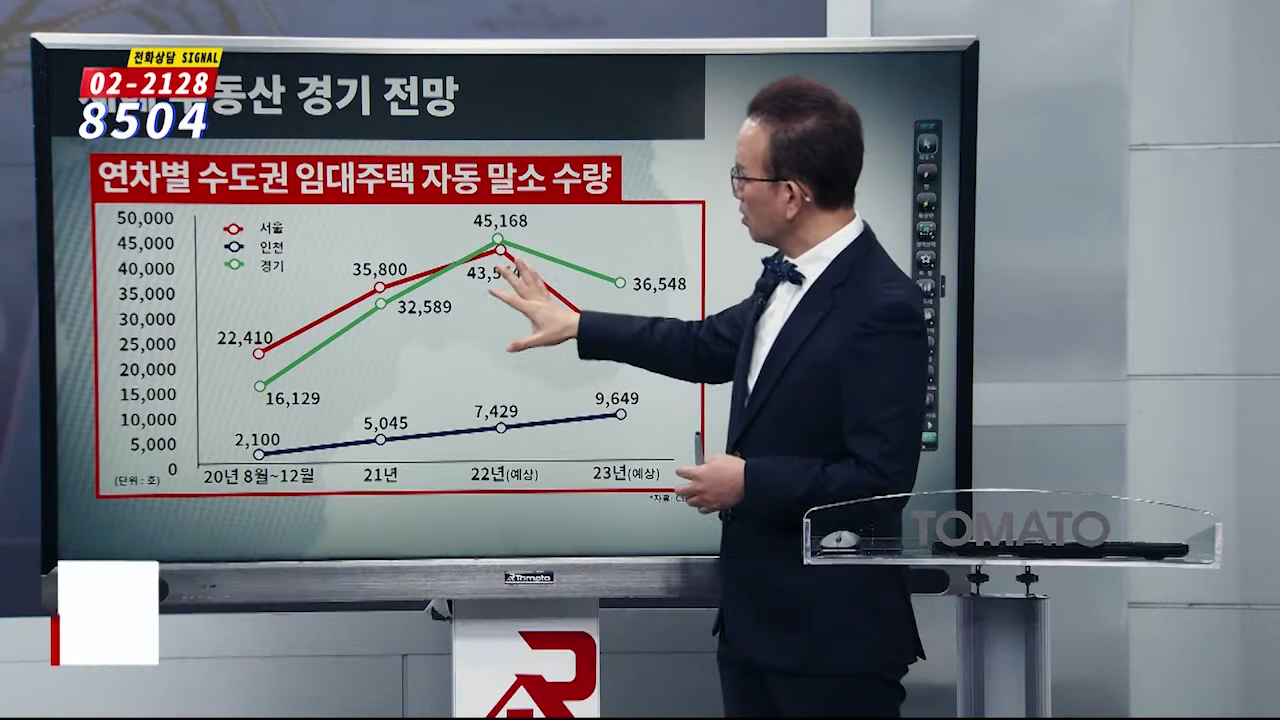 전화상담 SIGNAL
02-2128
8504
부동산 경기 전망
연차별 수도권 임대주택 자동 말소 수량
50,000
45,000
40,000
35,000
30,000
25,000
20,000
15,000
10,000
5,000
0
(단위 : 호)
서울
인천
경기
22,410
35,800
45,168
32,589
36,548
16,129
2,100
5,045
7,429
9,649
20년 8월~12월
21년
22년(예상)
23년(예상)
*자료:
Tomato
TOMATO